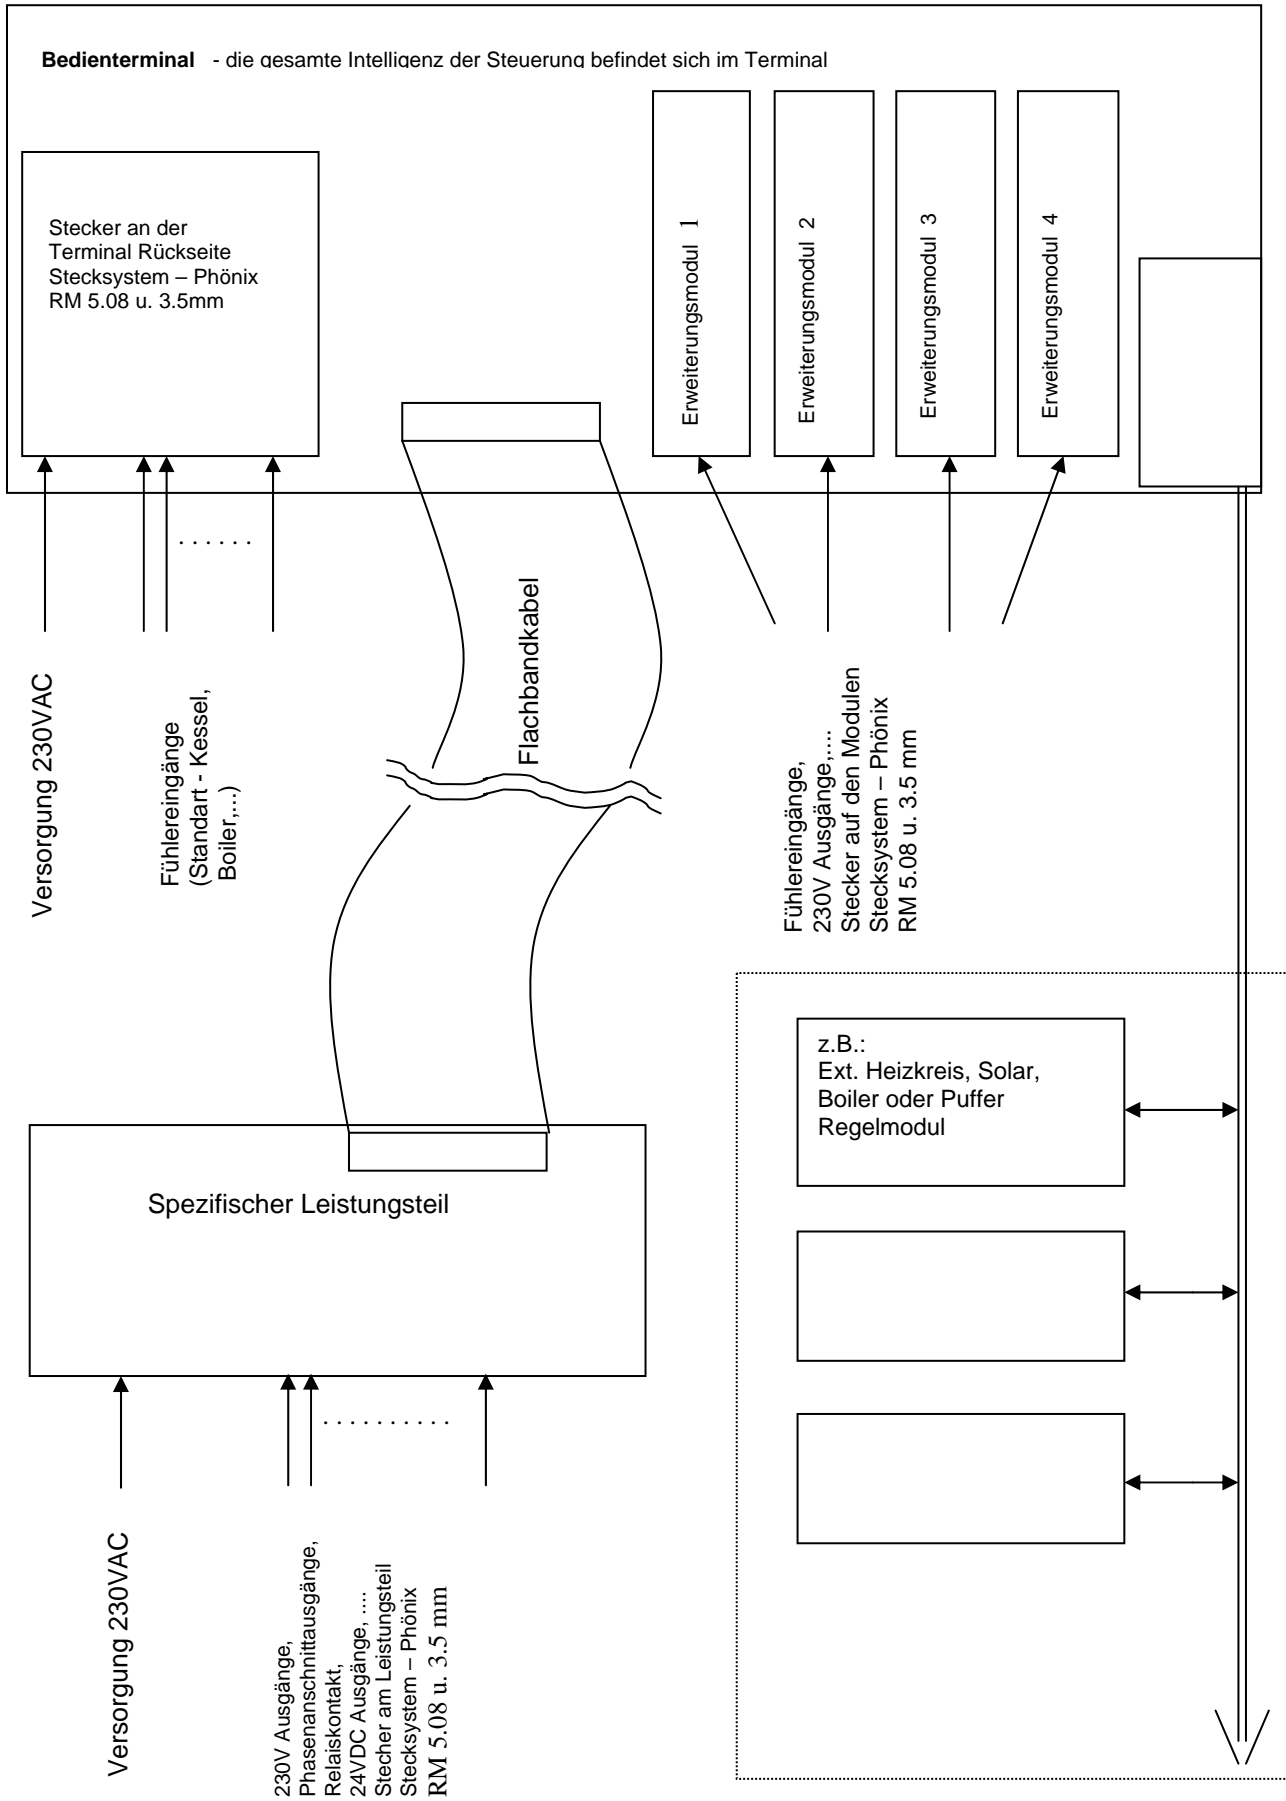 Bedienterminal - die gesamte Intelligenz der Steuerung befindet sich im Terminal
Stecker an der
Terminal Rückseite
Stecksystem – Phönix
RM 5.08 u. 3.5mm
Erweiterungsmodul 1
Erweiterungsmodul 2
Erweiterungsmodul 3
Erweiterungsmodul 4
. . . . . .
Versorgung 230VAC
Fühlereingänge
(Standart - Kessel,
Boiler,...)
Flachbandkabel
Fühlereingänge,
230V Ausgänge,....
Stecker auf den Modulen
Stecksystem – Phönix
RM 5.08 u. 3.5 mm
z.B.:
Ext. Heizkreis, Solar,
Boiler oder Puffer
Regelmodul
Spezifischer Leistungsteil
. . . . . . . . . .
Versorgung 230VAC
230V Ausgänge,
Phasenanschnittausgänge,
Relaiskontakt,
24VDC Ausgänge, ....
Stecher am Leistungsteil
Stecksystem – Phönix
RM 5.08 u. 3.5 mm